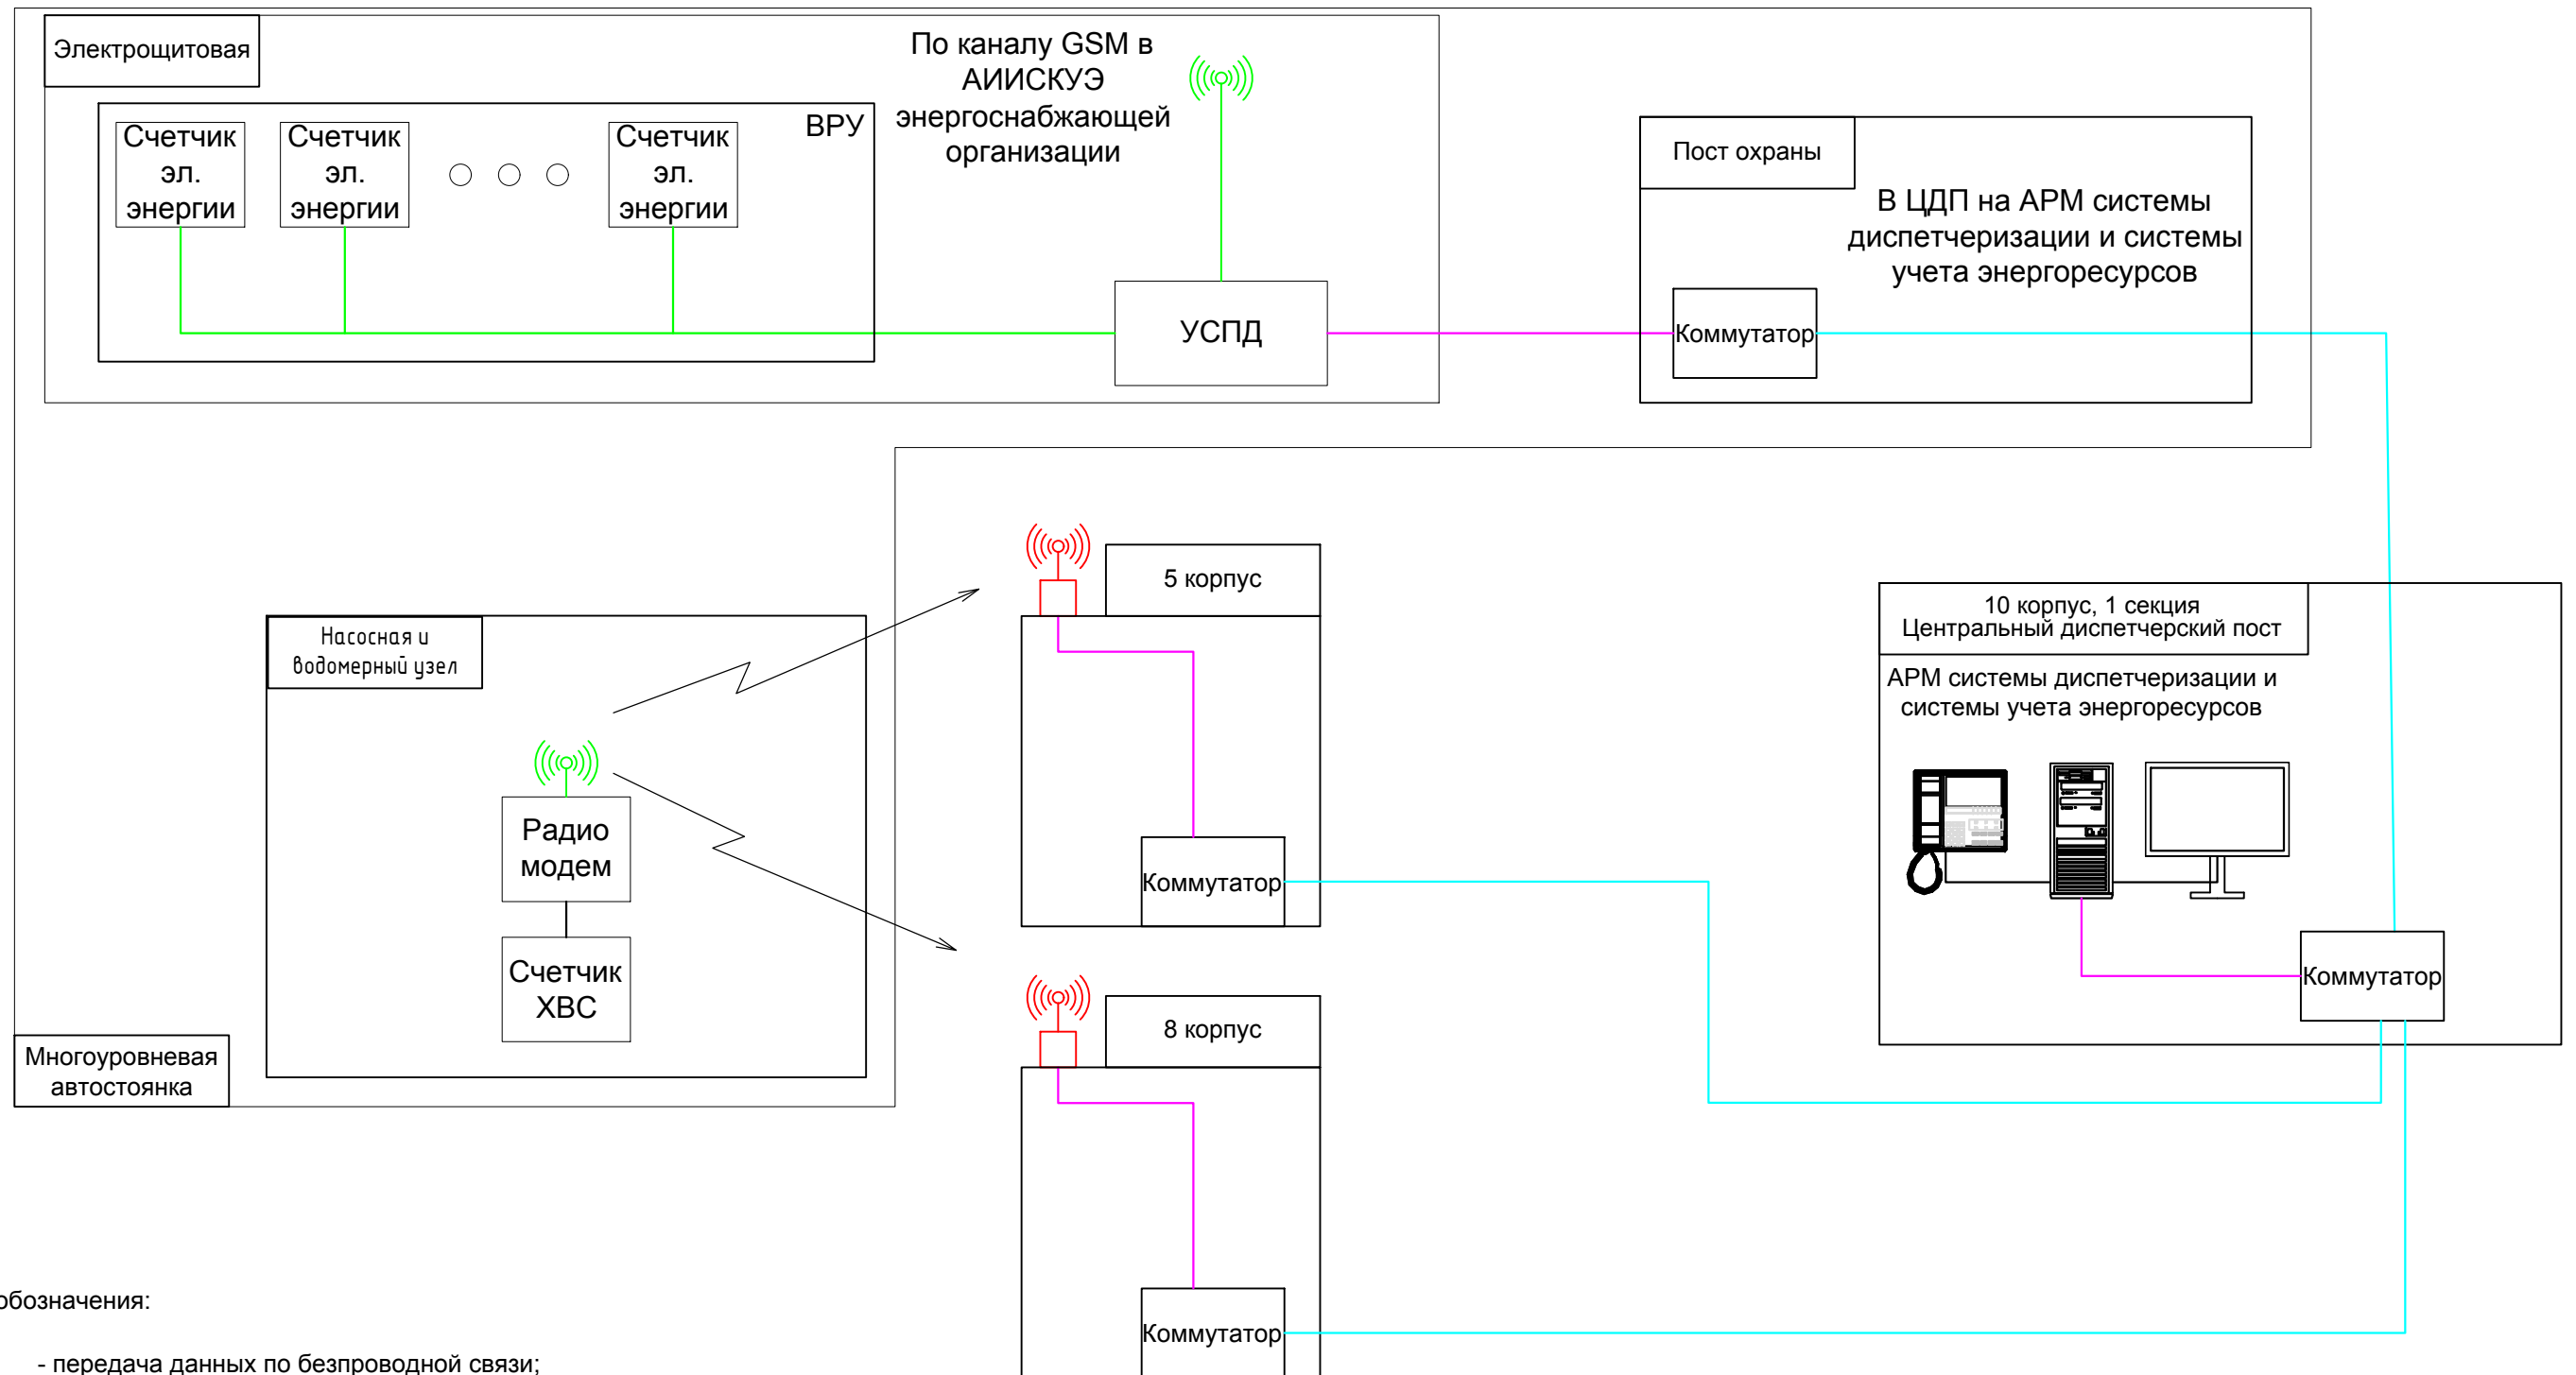 Электрощитовая
По каналу GSM в
АИИСКУЭ
энергоснабжающей
организации
ВРУ
Счетчик
эл.
энергии
Счетчик
эл.
энергии
Счетчик
эл.
энергии
УСПД
Пост охраны
В ЦДП на АРМ системы
диспетчеризации и системы
учета энергоресурсов
Коммутатор
Насосная и
водомерный узел
Радио
модем
Счетчик
ХВС
Многоуровневая
автостоянка
5 корпус
Коммутатор
8 корпус
Коммутатор
10 корпус, 1 секция
Центральный диспетчерский пост
АРМ системы диспетчеризации и
системы учета энергоресурсов
Коммутатор
обозначения:
- передача данных по безпроводной связи;